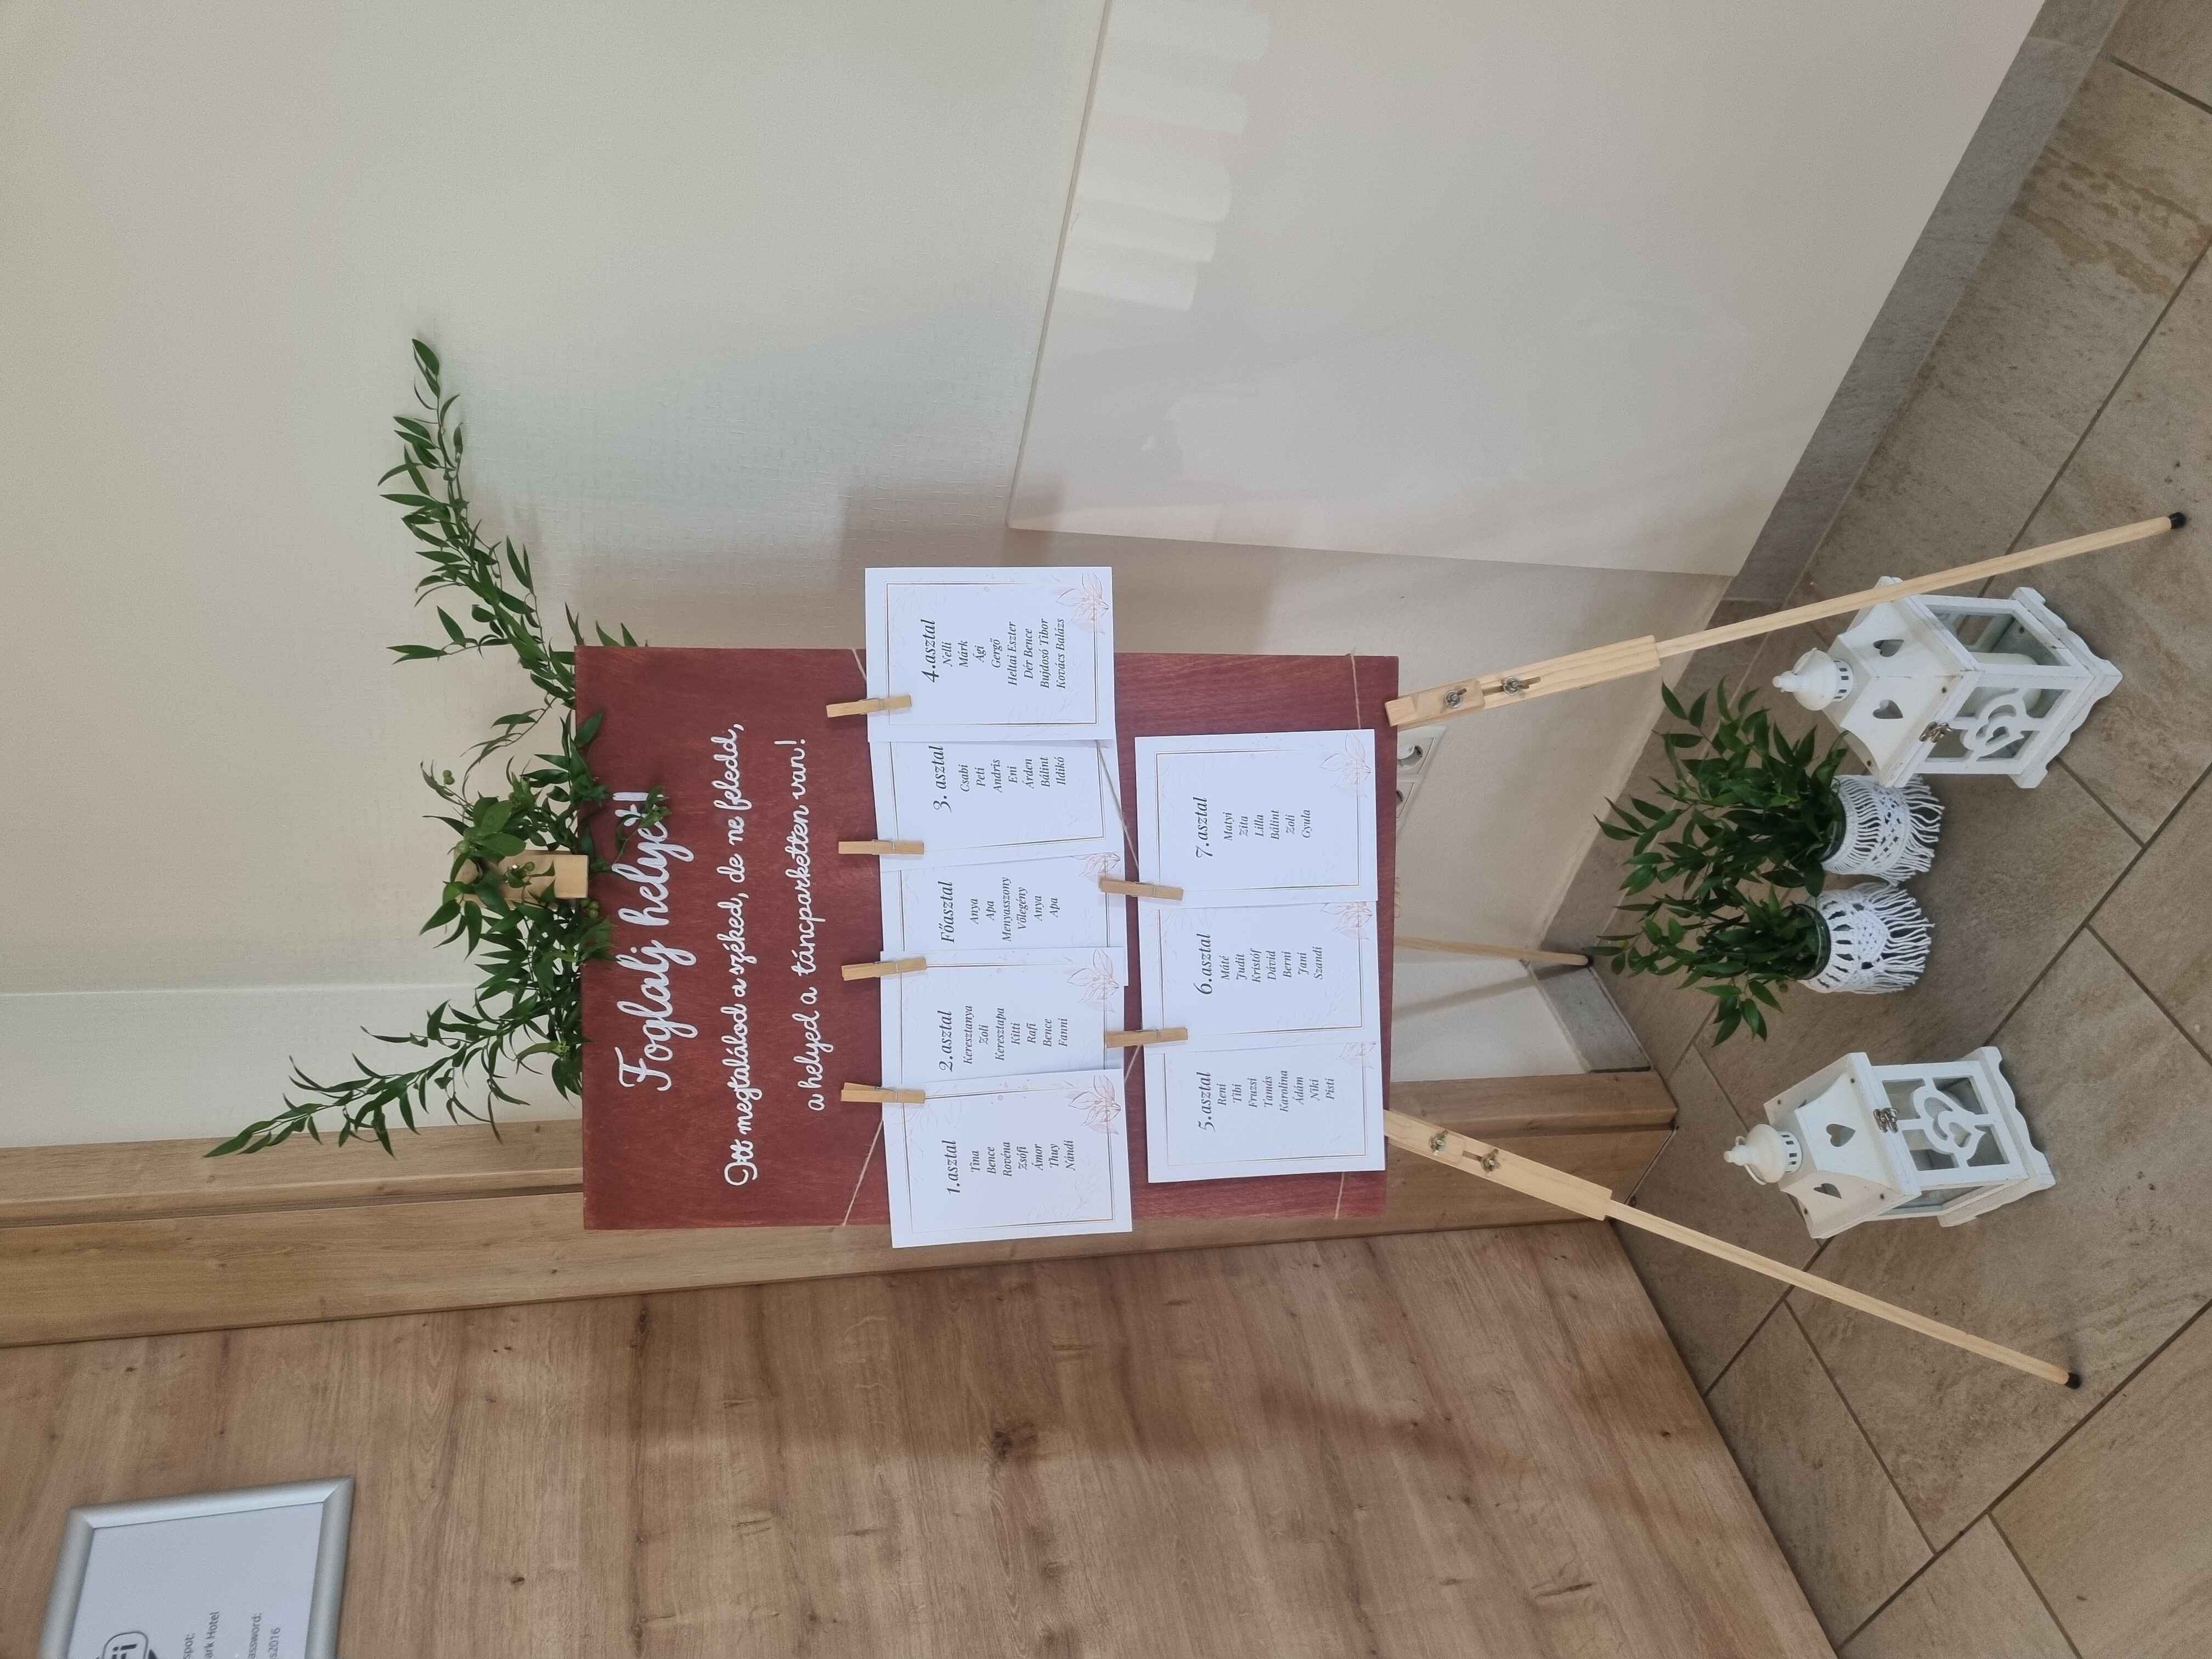 Fi
spot:
ark Hotel
assword:
s2016
Foglalj helyet!
Itt megtalálod a széked, de ne feledd,
a helyed a táncparketten van!
1.asztal
Tina
Bence
Rovéna
Zsófi
Ámor
Thuy
Nándi
2.asztal
Keresztanya
Zoli
Keresztapa
Kitti
Rafi
Bence
Fanni
Főasztal
Anya
Apa
Menyasszony
Vőlegény
Anya
Apa
3. asztal
Csabi
Peti
Andris
Eni
Árden
Bálint
Ildikó
4.asztal
Nelli
Márk
Ági
Gergő
Heltai Eszter
Dér Bence
Bujdosó Tibor
Kovács Balázs
5.asztal
Reni
Tibi
Fruzsi
Tamás
Karolina
Ádám
Niki
Pisti
6.asztal
Máté
Judit
Kristóf
Dávid
Berni
Jani
Szandi
7.asztal
Matyi
Zita
Lilla
Bálint
Zoli
Gyula